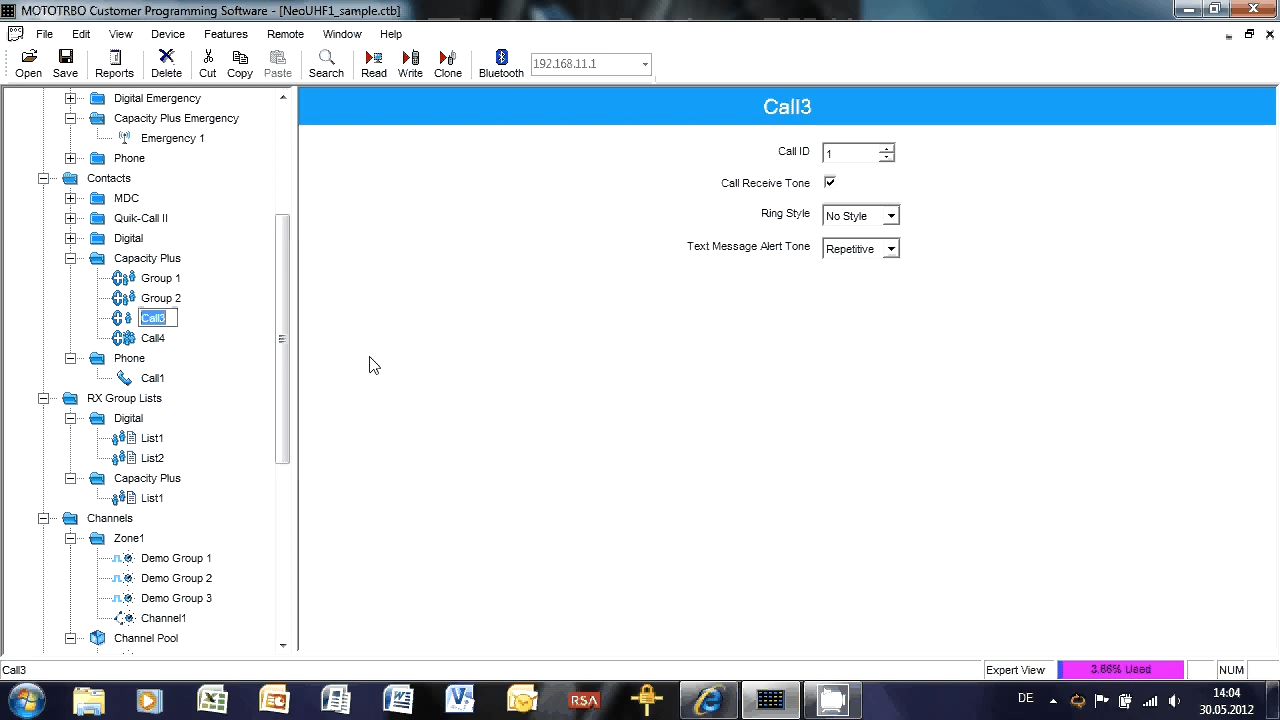 MOTOTRBO Customer Programming Software - [NeoUHF1_sample.ctb]
File Edit View Device Features Remote Window Help
Open Save Reports Delete Cut Copy Paste Search Read Write Clone Bluetooth 192.168.11.1
Digital Emergency
Capacity Plus Emergency
Emergency 1
Phone
Contacts
MDC
Quik-Call II
Digital
Capacity Plus
Group 1
Group 2
Call3
Call4
Phone
Call1
RX Group Lists
Digital
List1
List2
Capacity Plus
List1
Channels
Zone1
Demo Group 1
Demo Group 2
Demo Group 3
Channel1
Channel Pool
Call3
Call ID 1
Call Receive Tone
Ring Style No Style
Text Message Alert Tone Repetitive
Call3 Expert View 3.86% Used NUM
RSA DE 14:04
30.05.2012